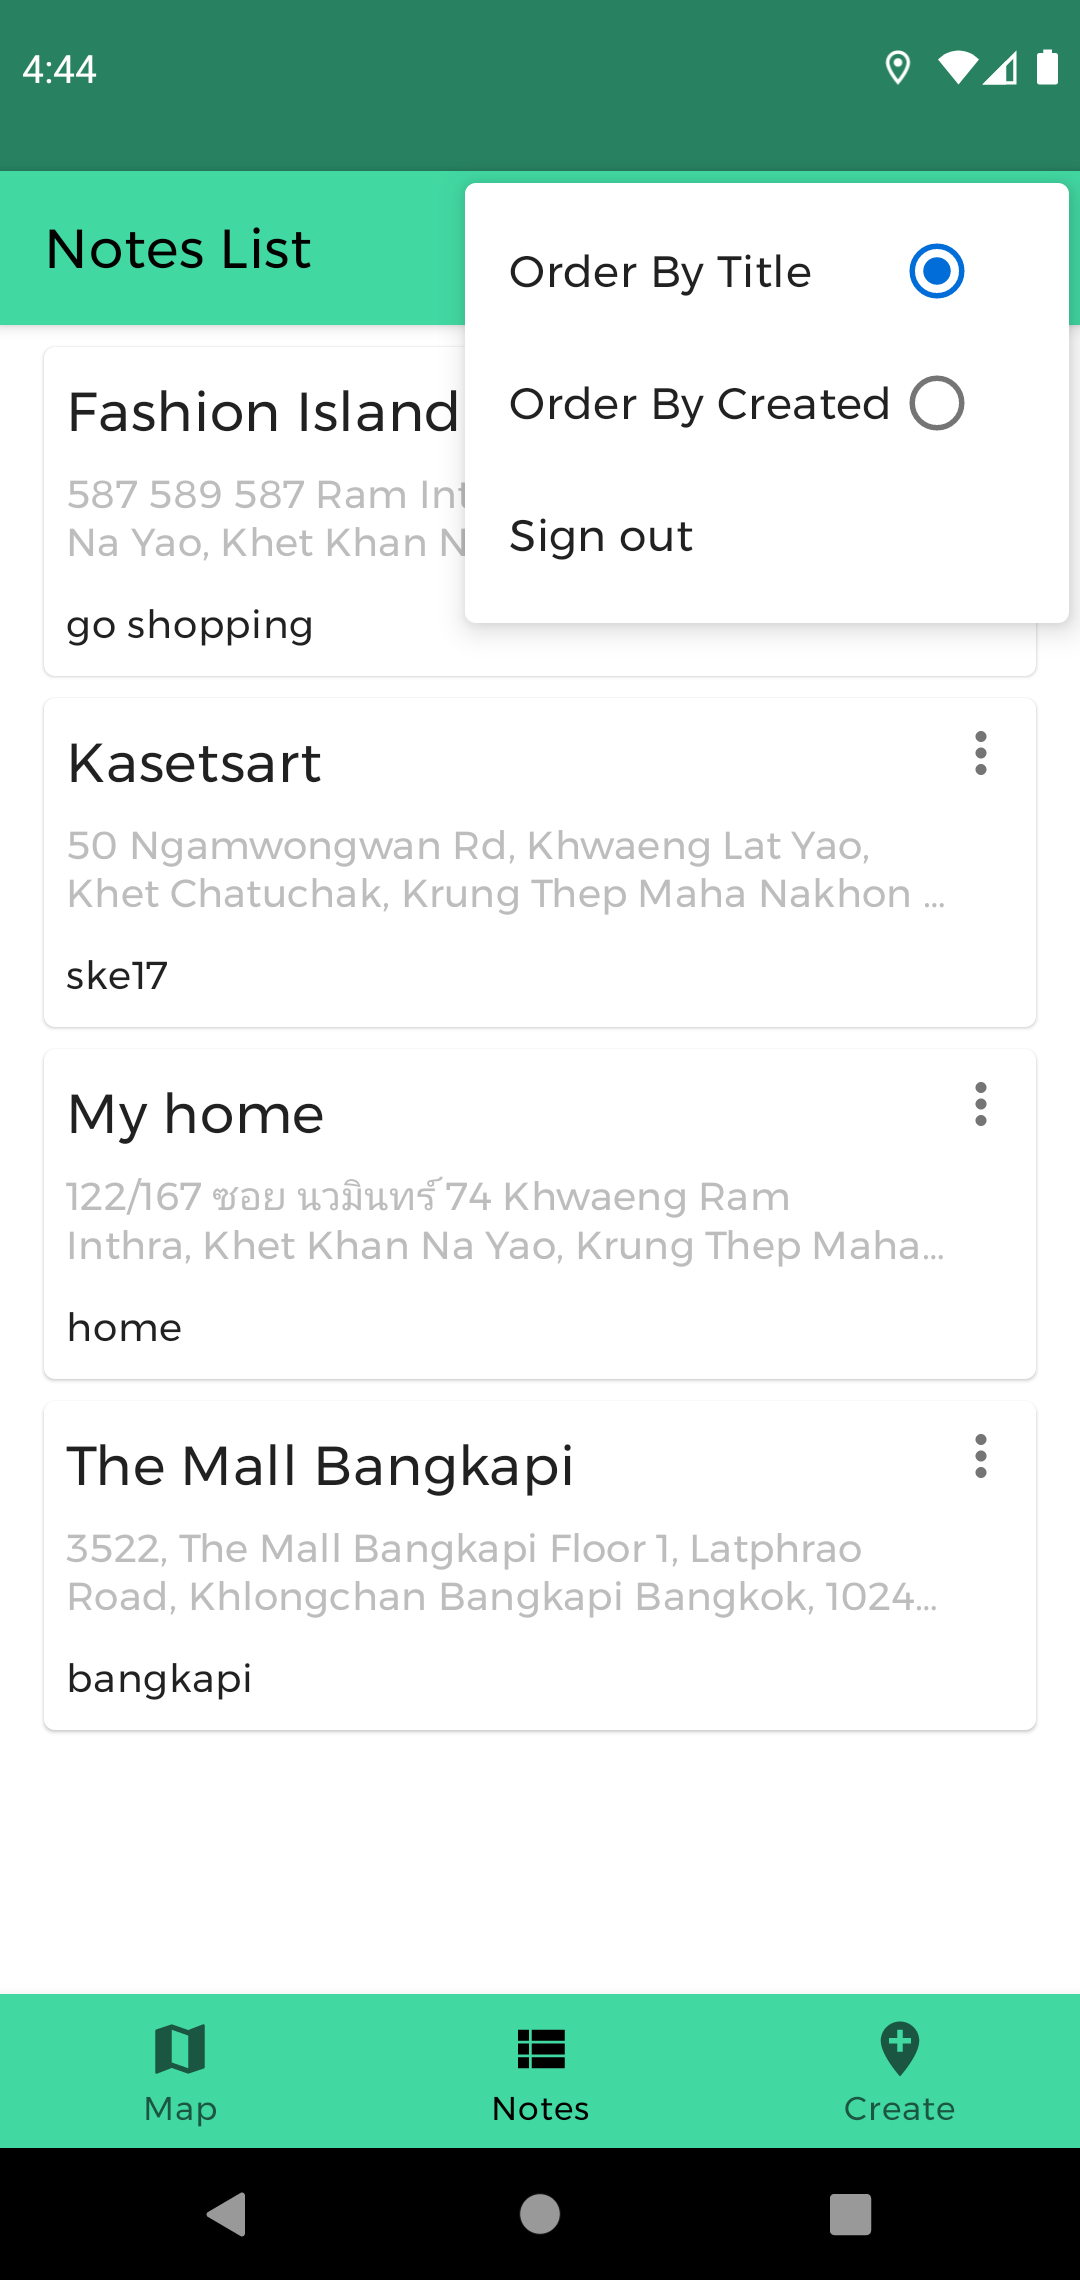 4:44
Notes List
Order By Title
Order By Created
Sign out
Fashion Island
587 589 587 Ram Int
Na Yao, Khet Khan N
go shopping
Kasetsart
50 Ngamwongwan Rd, Khwaeng Lat Yao,
Khet Chatuchak, Krung Thep Maha Nakhon ...
ske17
My home
122/167 ซอย นวมินทร์ 74 Khwaeng Ram
Inthra, Khet Khan Na Yao, Krung Thep Maha...
home
The Mall Bangkapi
3522, The Mall Bangkapi Floor 1, Latphrao
Road, Khlongchan Bangkapi Bangkok, 1024...
bangkapi
Map
Notes
Create